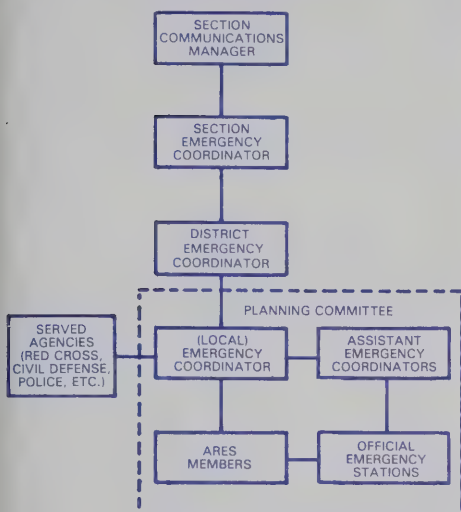 SECTION
COMMUNICATIONS
MANAGER
SECTION
EMERGENCY
COORDINATOR
DISTRICT
EMERGENCY
COORDINATOR
PLANNING COMMITTEE
SERVED
AGENCIES
(RED CROSS,
CIVIL DEFENSE,
POLICE, ETC.)
(LOCAL)
EMERGENCY
COORDINATOR
ASSISTANT
EMERGENCY
COORDINATORS
ARES
MEMBERS
OFFICIAL
EMERGENCY
STATIONS